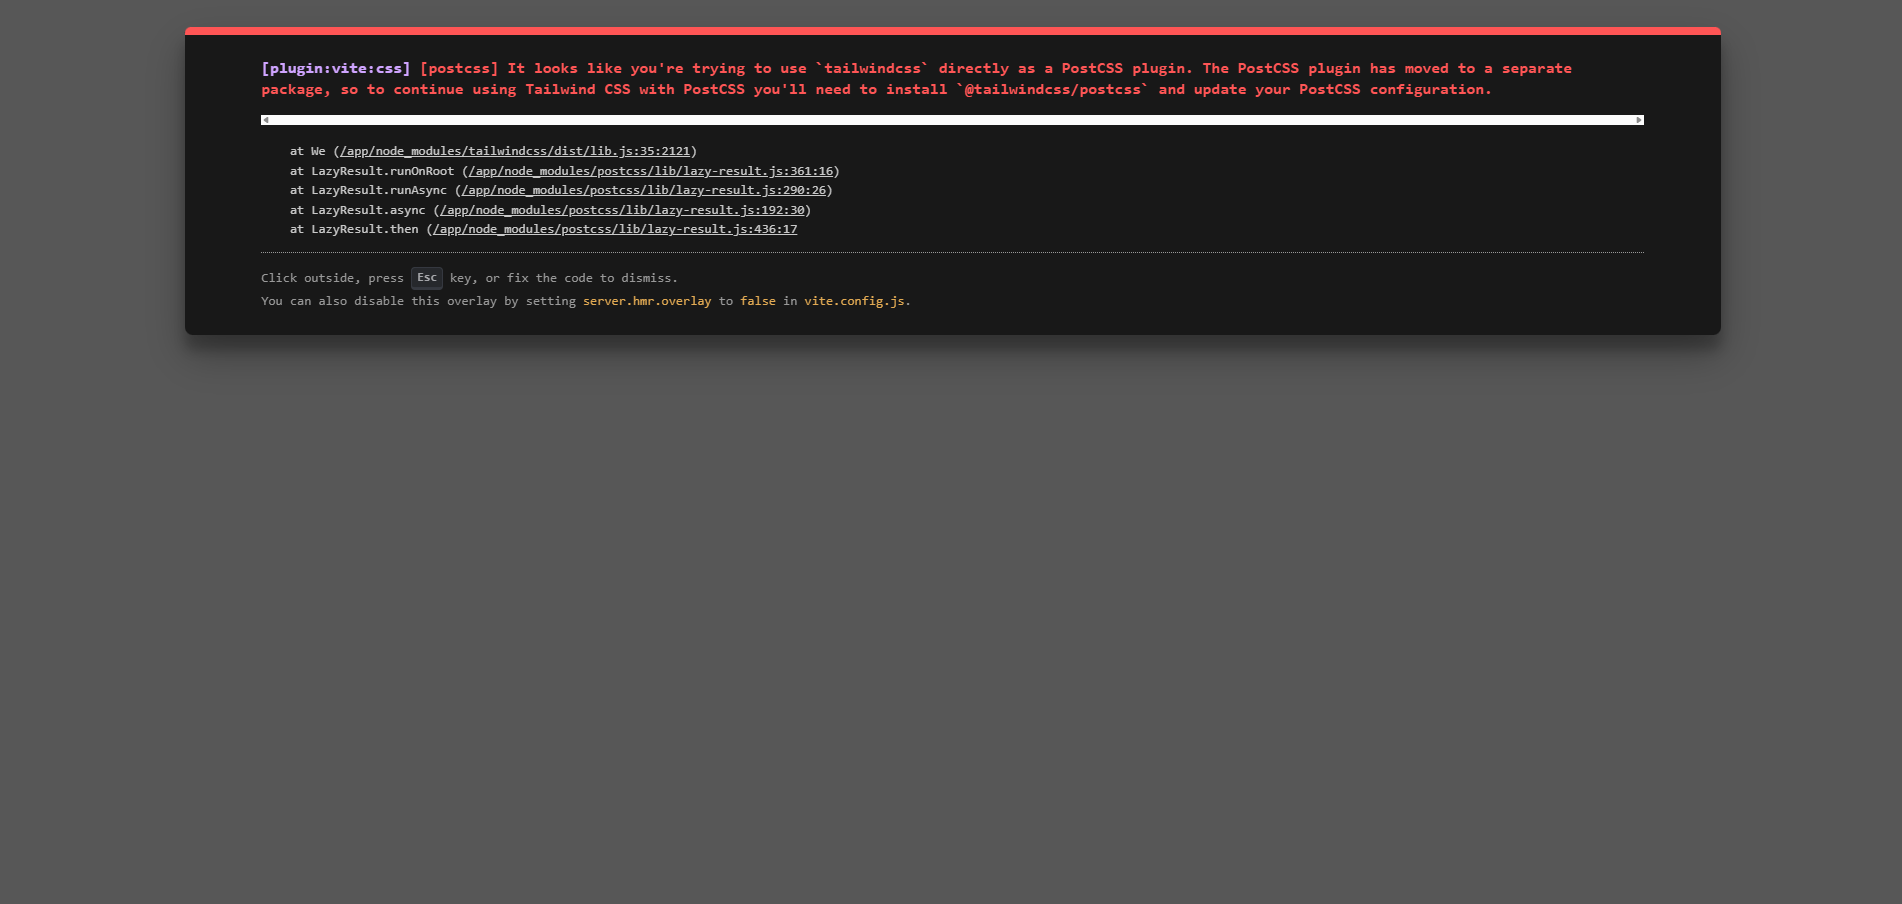 [plugin:vite:css] [postcss] It looks like you're trying to use `tailwindcss` directly as a PostCSS plugin. The PostCSS plugin has moved to a separate
package, so to continue using Tailwind CSS with PostCSS you'll need to install `@tailwindcss/postcss` and update your PostCSS configuration.
at We (/app/node_modules/tailwindcss/dist/lib.js:35:2121)
at LazyResult.runOnRoot (/app/node_modules/postcss/lib/lazy-result.js:361:16)
at LazyResult.runAsync (/app/node_modules/postcss/lib/lazy-result.js:290:26)
at LazyResult.async (/app/node_modules/postcss/lib/lazy-result.js:192:30)
at LazyResult.then (/app/node_modules/postcss/lib/lazy-result.js:436:17
Click outside, press Esc key, or fix the code to dismiss.
You can also disable this overlay by setting server.hmr.overlay to false in vite.config.js.